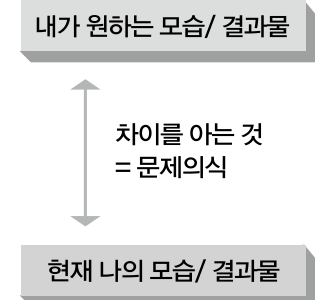 내가 원하는 모습/ 결과물
차이를 아는 것
= 문제의식
현재 나의 모습/ 결과물